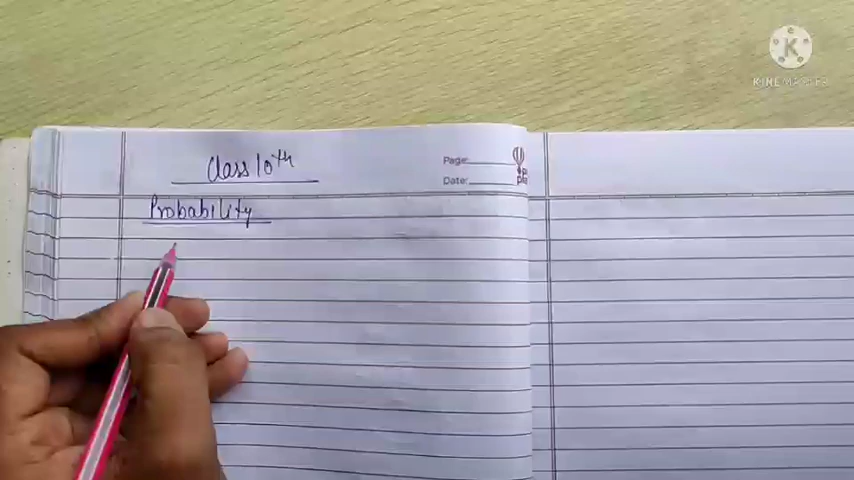 KINEMASTER
Class 10th
Page:
Date:
Probability